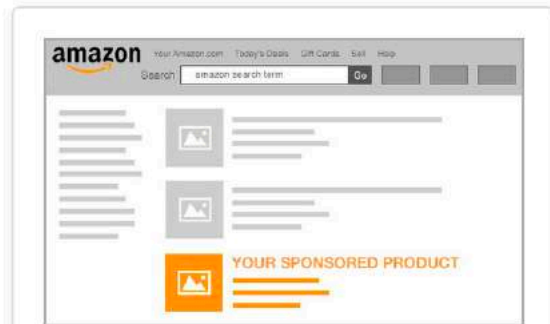 amazon Your Amazon.com Today's Deals Gift Cards Sell Help
Search amazon search term Go
YOUR SPONSORED PRODUCT